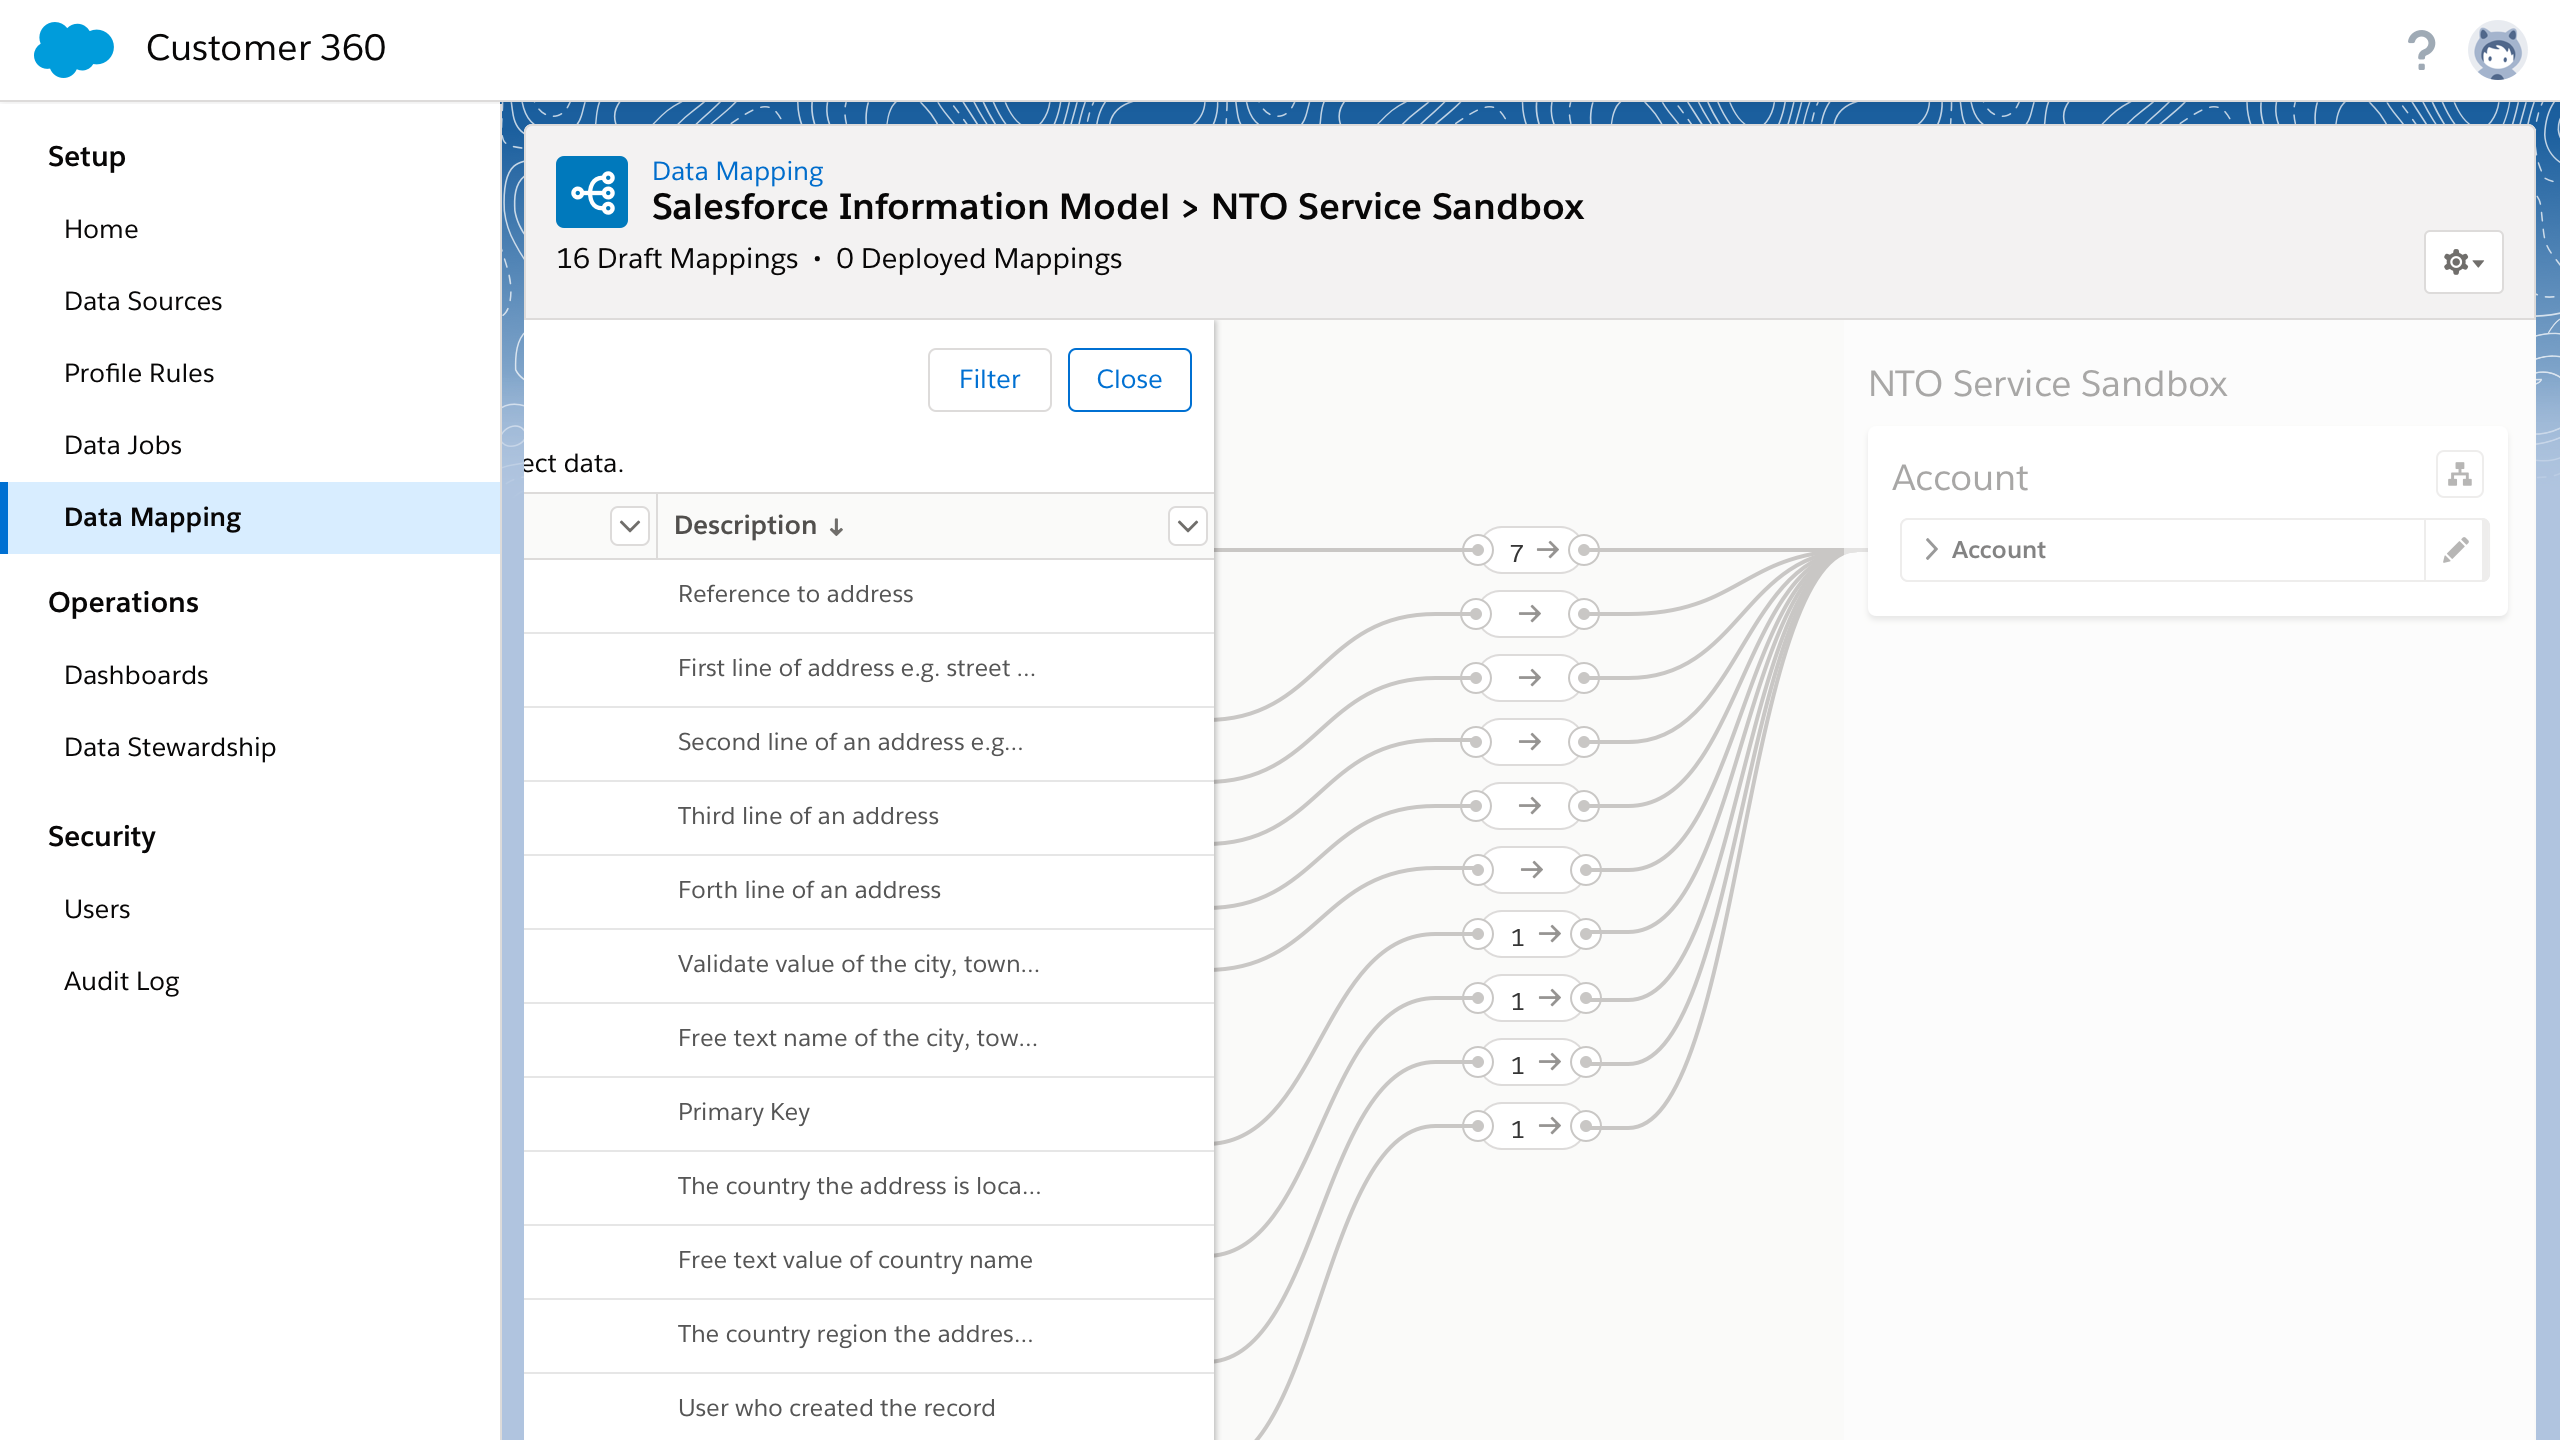 Customer 360
?
Setup
Home
Data Sources
Profile Rules
Data Jobs
Data Mapping
Operations
Dashboards
Data Stewardship
Security
Users
Audit Log
Data Mapping
Salesforce Information Model > NTO Service Sandbox
16 Draft Mappings • 0 Deployed Mappings
Filter
Close
ect data.
Description ↓
Reference to address
First line of address e.g. street ...
Second line of an address e.g...
Third line of an address
Forth line of an address
Validate value of the city, town...
Free text name of the city, tow...
Primary Key
The country the address is loca...
Free text value of country name
The country region the addres...
User who created the record
7 →
→
→
→
→
→
1 →
1 →
1 →
1 →
NTO Service Sandbox
Account
Account